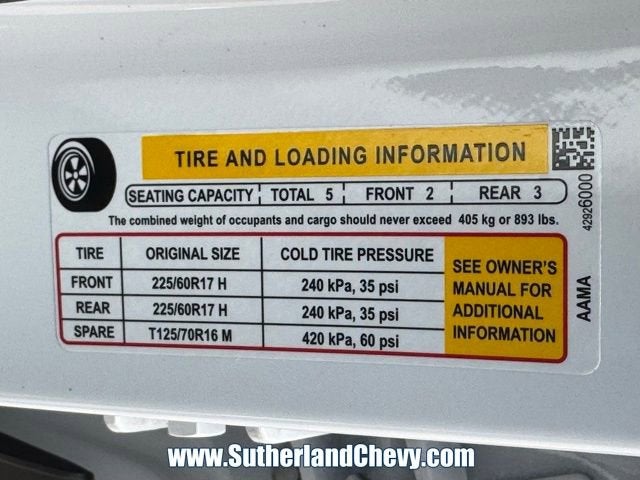 TIRE AND LOADING INFORMATION
SEATING CAPACITY TOTAL 5 FRONT 2 REAR 3
The combined weight of occupants and cargo should never exceed 405 kg or 893 lbs.
TIRE ORIGINAL SIZE COLD TIRE PRESSURE
FRONT 225/60R17 H 240 kPa, 35 psi
REAR 225/60R17 H 240 kPa, 35 psi
SPARE T125/70R16 M 420 kPa, 60 psi
SEE OWNER'S
MANUAL FOR
ADDITIONAL
INFORMATION
42926000
AAMA
www.SutherlandChevy.com